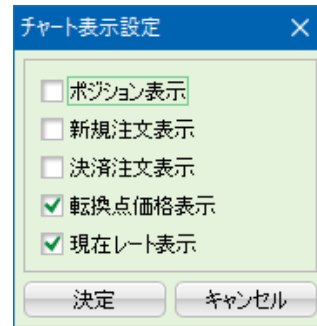 チャート表示設定
ポジション表示
新規注文表示
決済注文表示
転換点価格表示
現在レート表示
決定
キャンセル